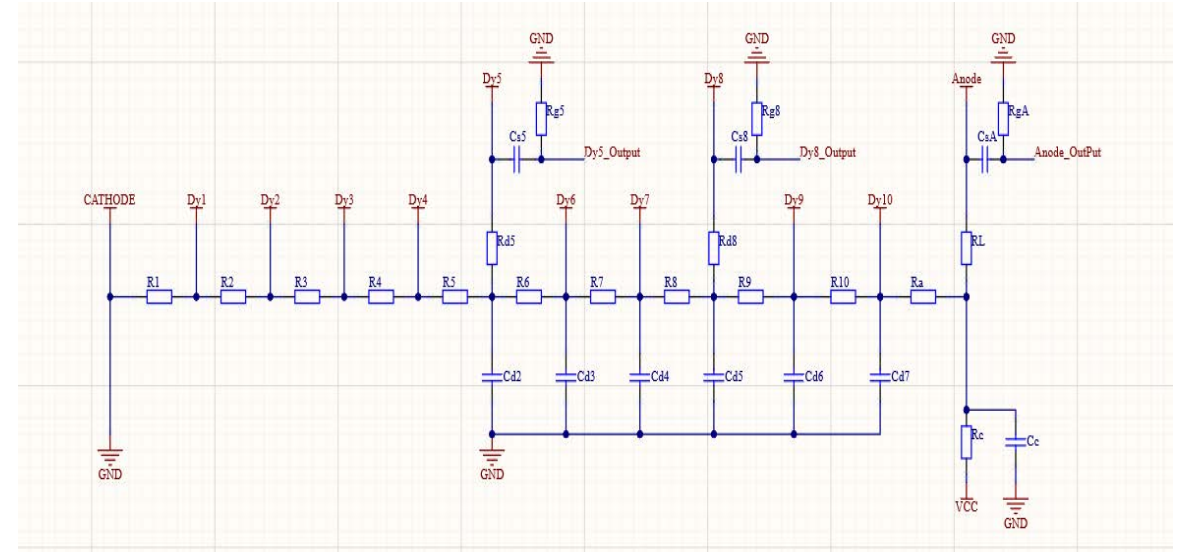 GND
GND
GND
Dy5
Dy8
Anode
Rg5
Rg8
RgA
Cs5
Cs8
CsA
Dy5_Output
Dy8_Output
Anode_OutPut
CATHODE
Dy1
Dy2
Dy3
Dy4
Dy6
Dy7
Dy9
Dy10
Rd5
Rd8
RL
R1
R2
R3
R4
R5
R6
R7
R8
R9
R10
Ra
Cd2
Cd3
Cd4
Cd5
Cd6
Cd7
Rc
Cc
GND
GND
VCC
GND